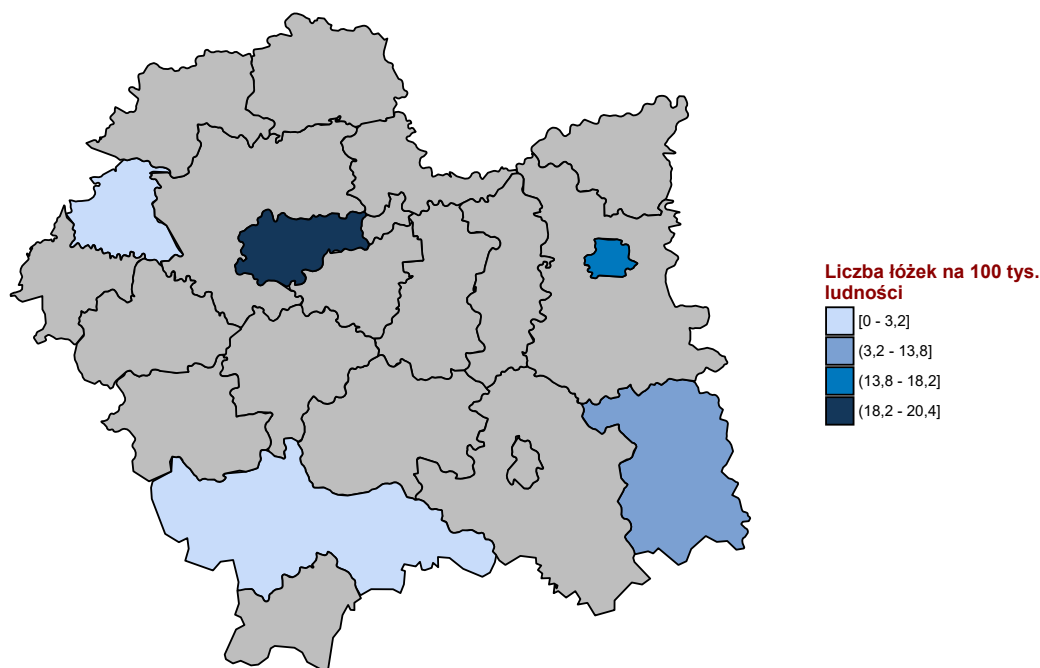 Liczba łóżek na 100 tys.
ludności
[0 - 3,2]
(3,2 - 13,8]
(13,8 - 18,2]
(18,2 - 20,4]